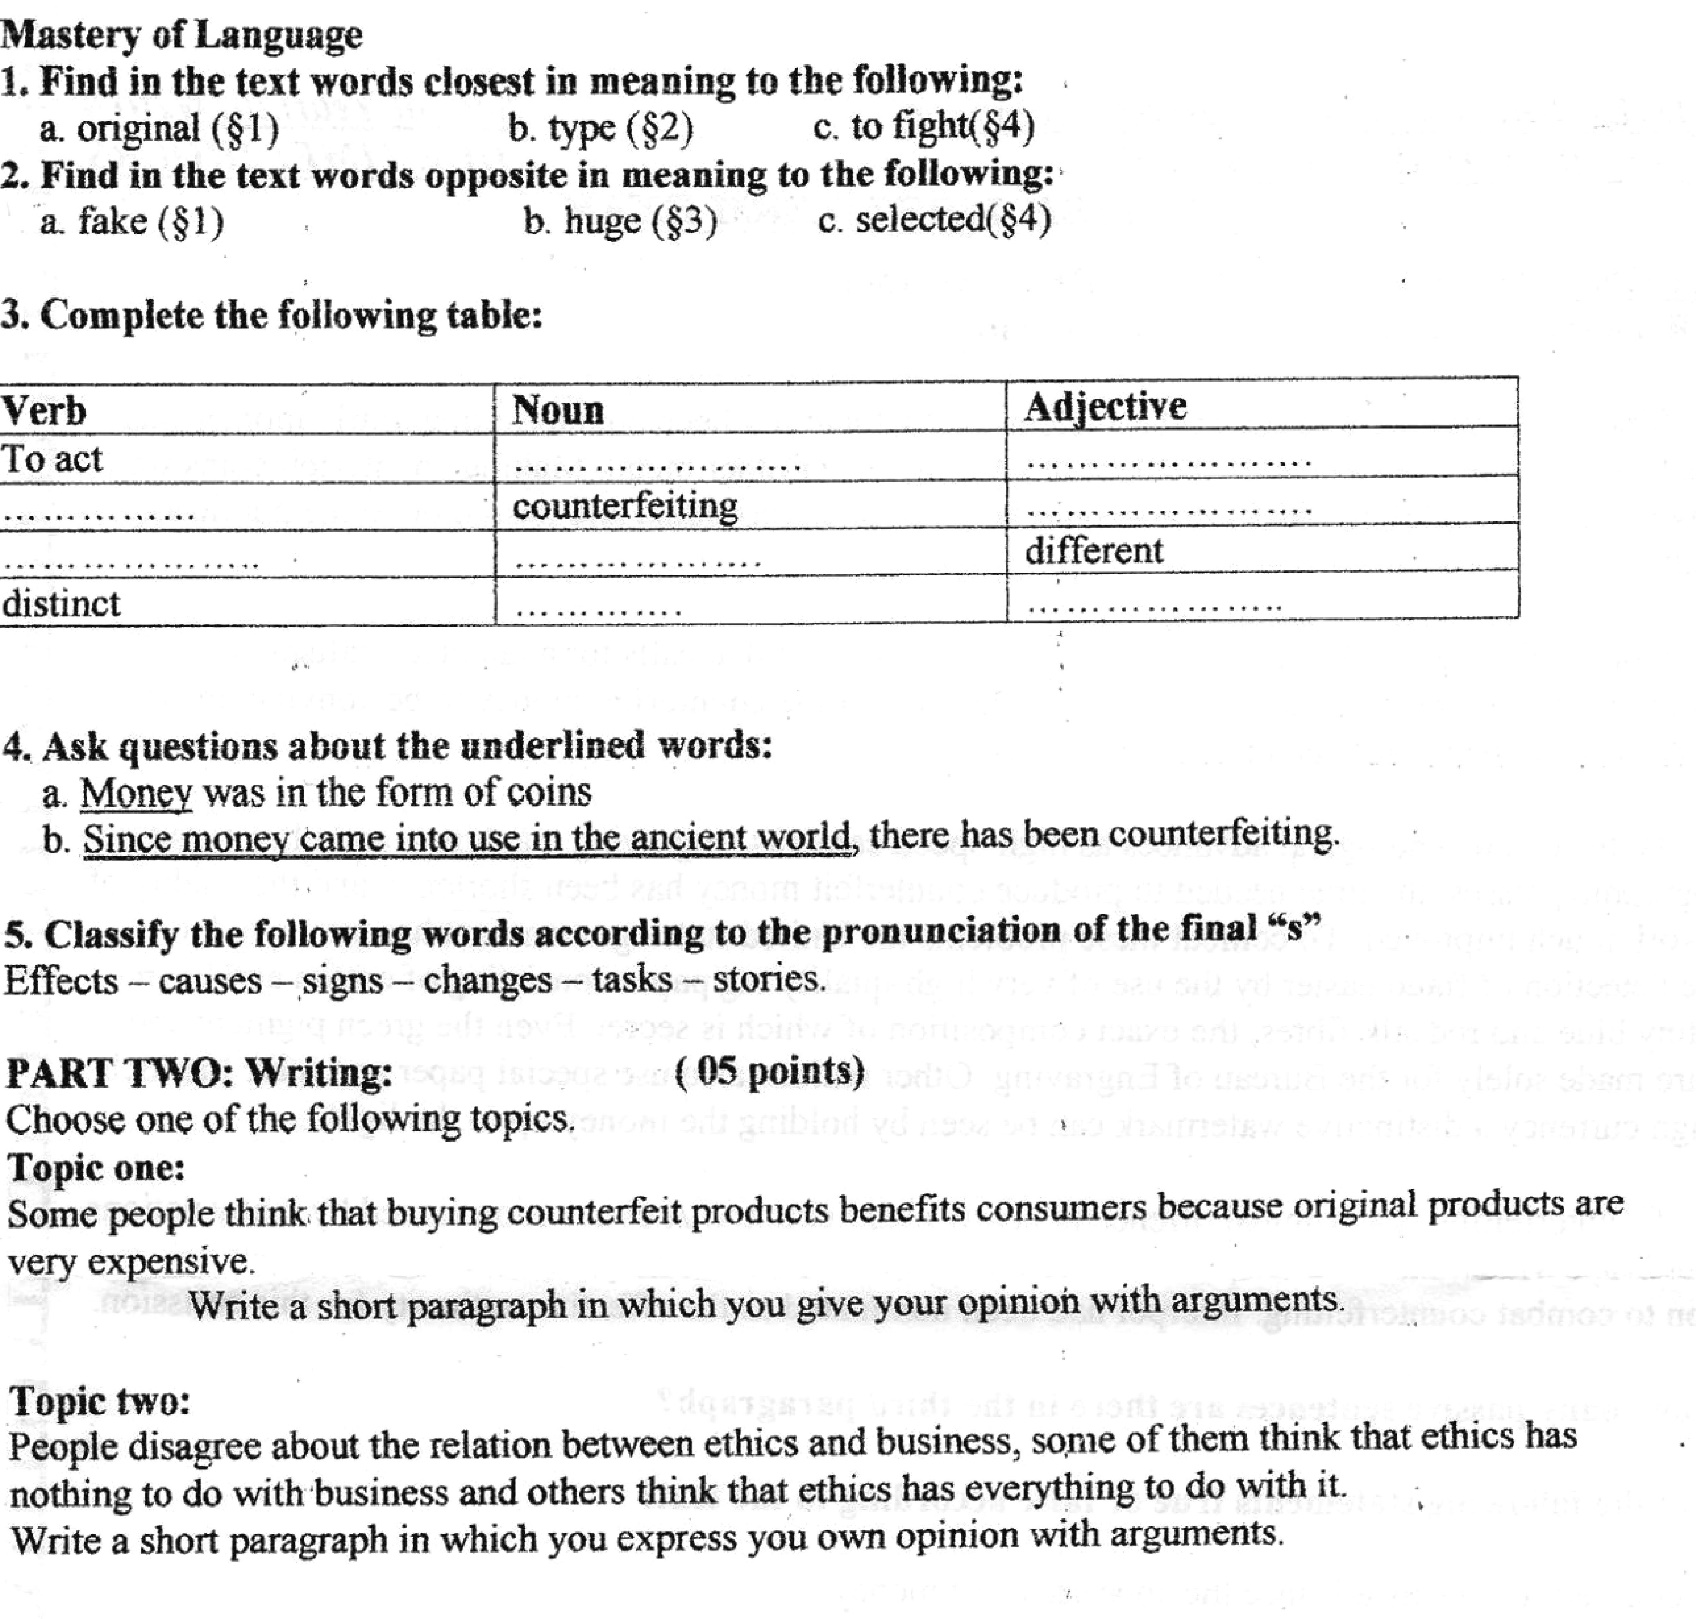 Mastery of Language
1. Find in the text words closest in meaning to the following:
a. original (§1) b. type (§2) c. to fight(§4)
2. Find in the text words opposite in meaning to the following:
a. fake (§1) b. huge (§3) c. selected(§4)
3. Complete the following table:
Verb Noun Adjective
To act ...................... ......................
............... counterfeiting ......................
.................... ................... different
distinct ............. ....................
4. Ask questions about the underlined words:
a. Money was in the form of coins
b. Since money came into use in the ancient world, there has been counterfeiting.
5. Classify the following words according to the pronunciation of the final “s”
Effects – causes – signs – changes – tasks – stories.
PART TWO: Writing: ( 05 points)
Choose one of the following topics.
Topic one:
Some people think that buying counterfeit products benefits consumers because original products are
very expensive.
Write a short paragraph in which you give your opinion with arguments.
Topic two:
People disagree about the relation between ethics and business, some of them think that ethics has
nothing to do with business and others think that ethics has everything to do with it.
Write a short paragraph in which you express you own opinion with arguments.